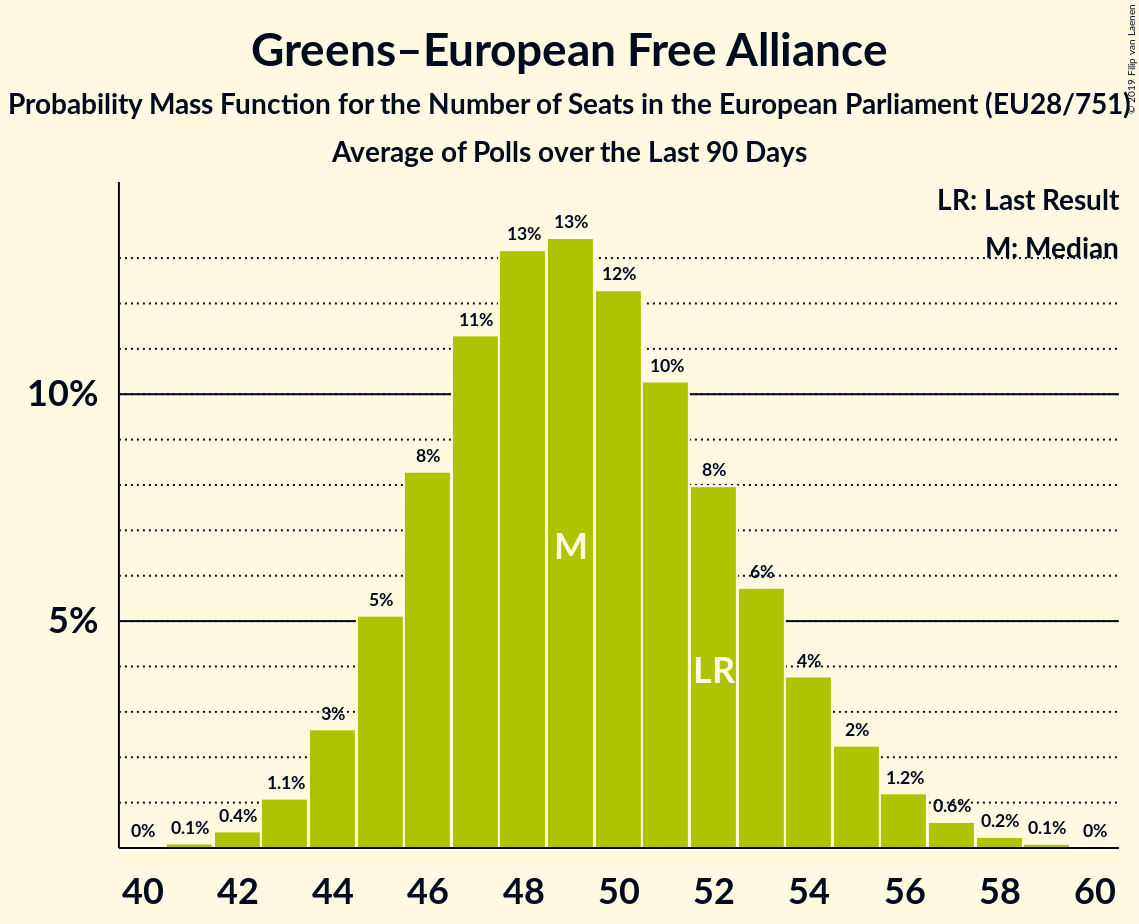 Greens–European Free Alliance
Probability Mass Function for the Number of Seats in the European Parliament (EU28/751)
Average of Polls over the Last 90 Days
© 2019 Filip van Laenen
LR: Last Result
M: Median
10%
5%
0%
0.1%
0.4%
1.1%
3%
5%
8%
11%
13%
13%
12%
10%
8%
6%
4%
2%
1.2%
0.6%
0.2%
0.1%
0%
M
LR
40 42 44 46 48 50 52 54 56 58 60